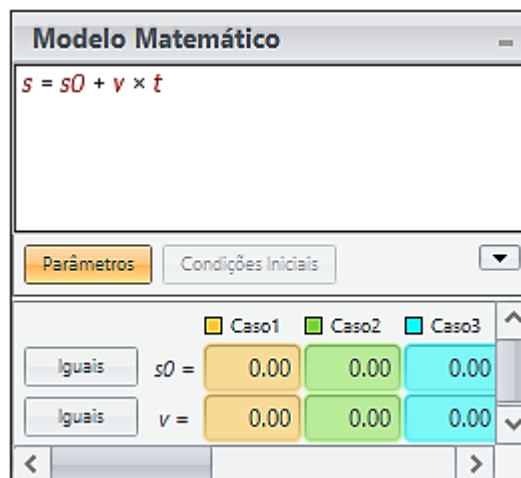 Modelo Matemático
s = s0 + v × t
Parâmetros Condições Iniciais
Caso1 Caso2 Caso3
Iguais s0 = 0.00 0.00 0.00
Iguais v = 0.00 0.00 0.00